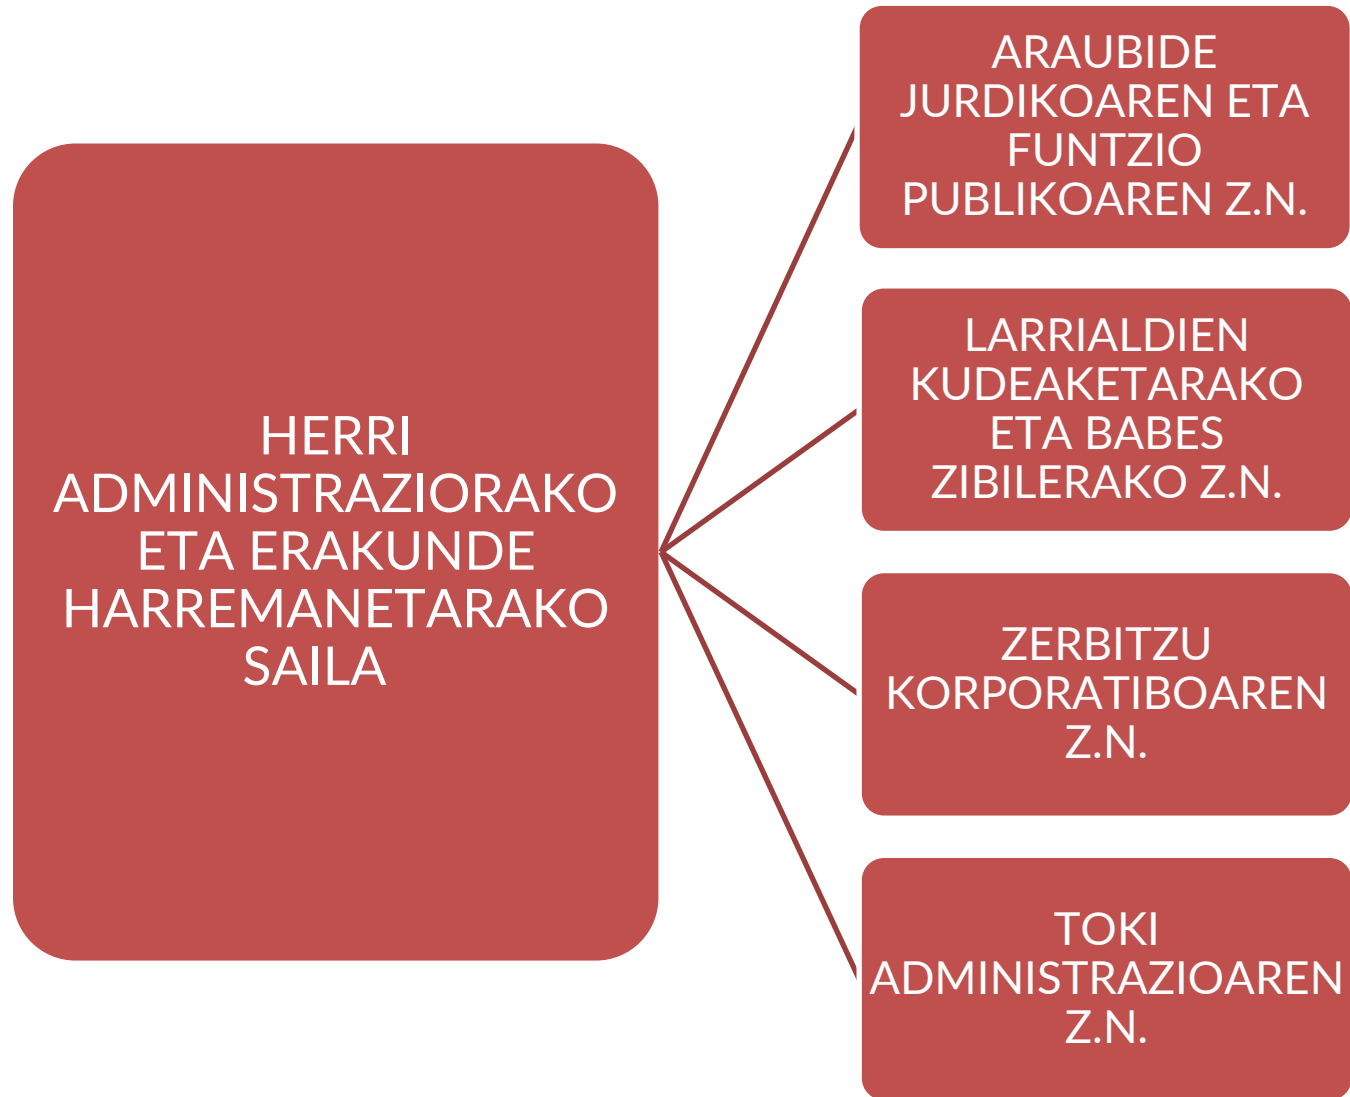 HERRI
ADMINISTRAZIORAKO
ETA ERAKUNDE
HARREMANETARAKO
SAILA
ARAUBIDE
JURDIKOAREN ETA
FUNTZIO
PUBLIKOAREN Z.N.
LARRIALDIEN
KUDEAKETARAKO
ETA BABES
ZIBILERAKO Z.N.
ZERBITZU
KORPORATIBOAREN
Z.N.
TOKI
ADMINISTRAZIOAREN
Z.N.